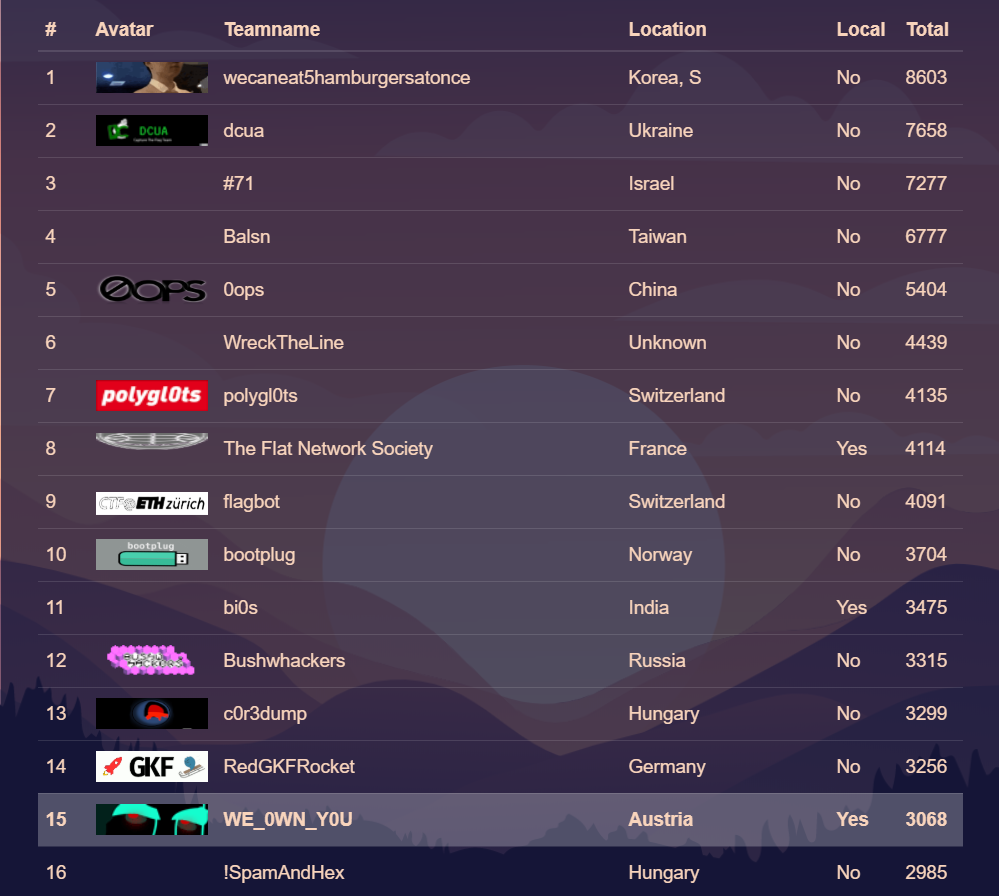 # Avatar Teamname Location Local Total
1 wecaneat5hamburgersatonce Korea, S No 8603
2 DCUA Capture The Flag Team dcua Ukraine No 7658
3 #71 Israel No 7277
4 Balsn Taiwan No 6777
5 0OPS 0ops China No 5404
6 WreckTheLine Unknown No 4439
7 polygl0ts polygl0ts Switzerland No 4135
8 The Flat Network Society France Yes 4114
9 CTF@ETH zürich flagbot Switzerland No 4091
10 bootplug bootplug Norway No 3704
11 bi0s India Yes 3475
12 BUSHWHACKERS Bushwhackers Russia No 3315
13 c0r3dump Hungary No 3299
14 GKF RedGKFRocket Germany No 3256
15 WE_0WN_Y0U Austria Yes 3068
16 !SpamAndHex Hungary No 2985